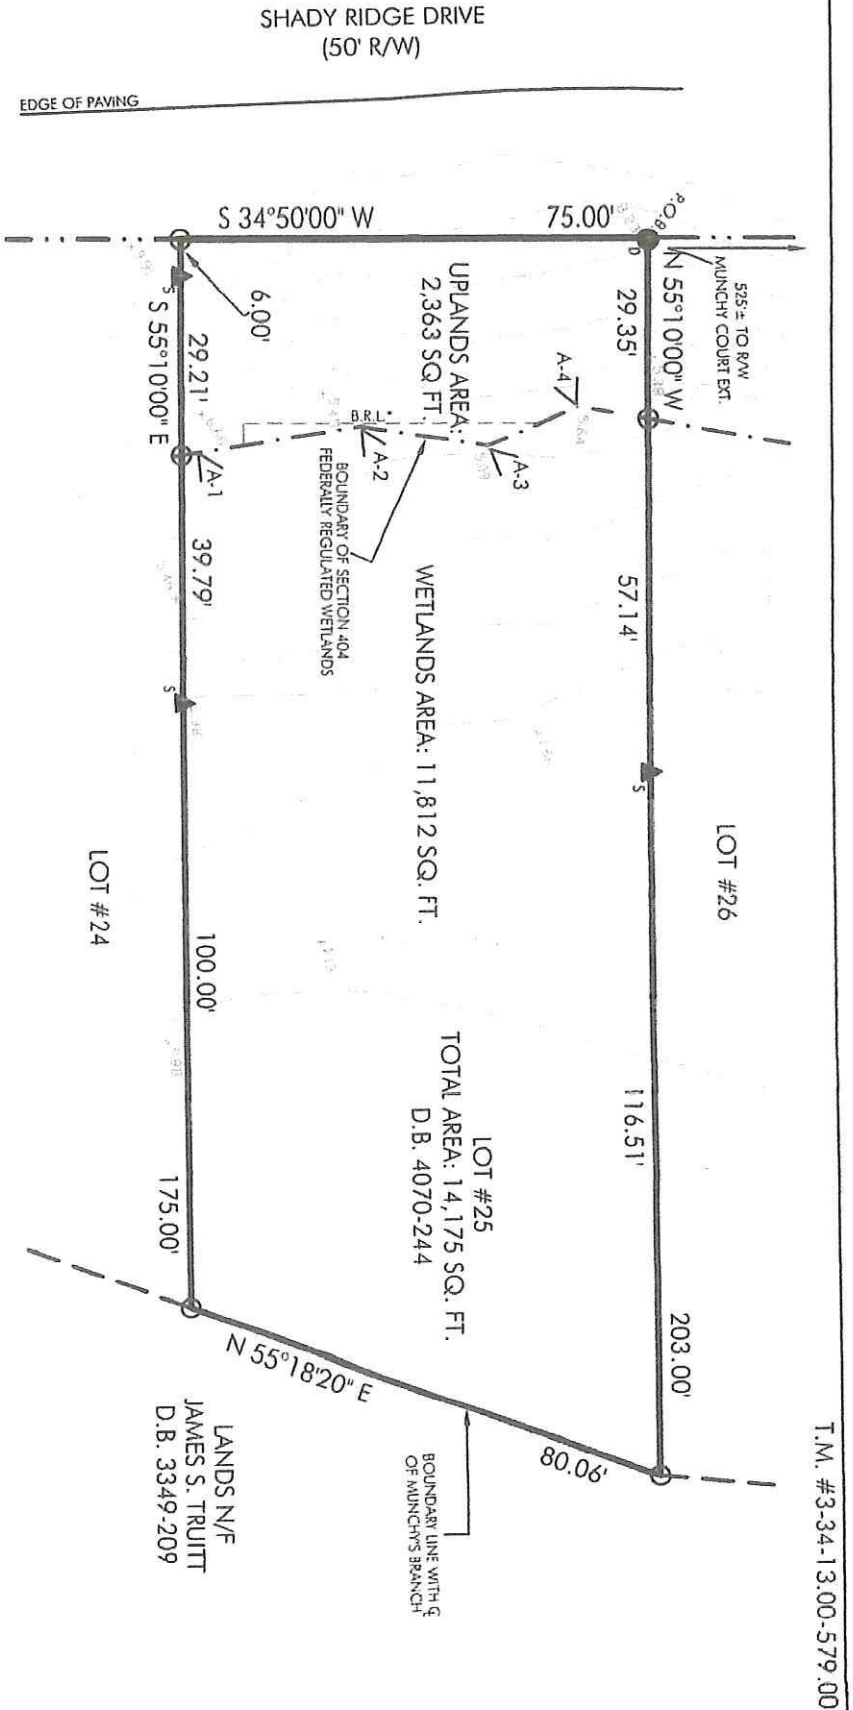 SHADY RIDGE DRIVE
(50' R/W)
EDGE OF PAVING
S 34°50'00" W
75.00'
P.O.B.
525'± TO R/W
MUNCHY COURT EXT.
N 55°10'00" W
29.35'
57.14'
S
116.51'
203.00'
LOT #26
T.M. #3-34-13.00-579.00
UPLANDS AREA:
2,363 SQ FT.
A-4
A-3
A-2
A-1
B.R.L.*
BOUNDARY OF SECTION 404
FEDERALLY REGULATED WETLANDS
WETLANDS AREA: 11,812 SQ. FT.
LOT #25
TOTAL AREA: 14,175 SQ. FT.
D.B. 4070-244
6.00'
S
29.21'
S 55°10'00" E
39.79'
S
100.00'
175.00'
LOT #24
N 55°18'20" E
80.06'
BOUNDARY LINE WITH ℄
OF MUNCHY'S BRANCH
LANDS N/F
JAMES S. TRUITT
D.B. 3349-209